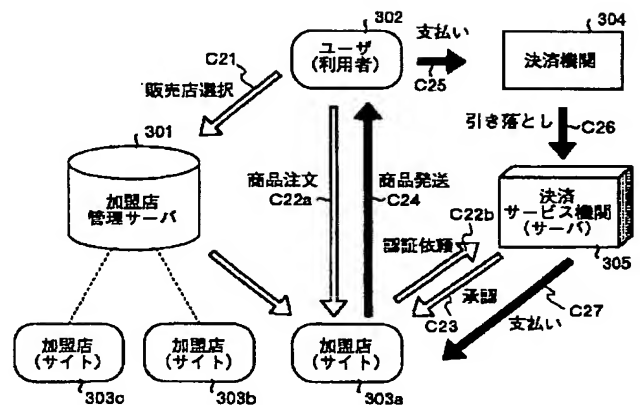 302
304
ユーザ
(利用者)
支払い
C25
決済機関
C21
販売店選択
301
引き落とし
C26
加盟店
管理サーバ
商品注文
C22a
商品発送
C24
C22b
認証依頼
決済
サービス機関
(サーバ)
305
承認
C23
C27
支払い
加盟店
(サイト)
303c
加盟店
(サイト)
303b
加盟店
(サイト)
303a